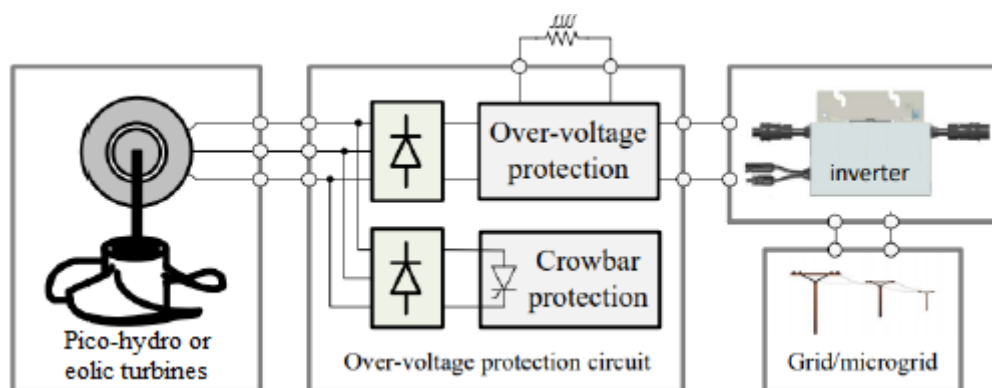 Over-voltage
protection
inverter
Crowbar
protection
Pico-hydro or
eolic turbines
Over-voltage protection circuit
Grid/microgrid